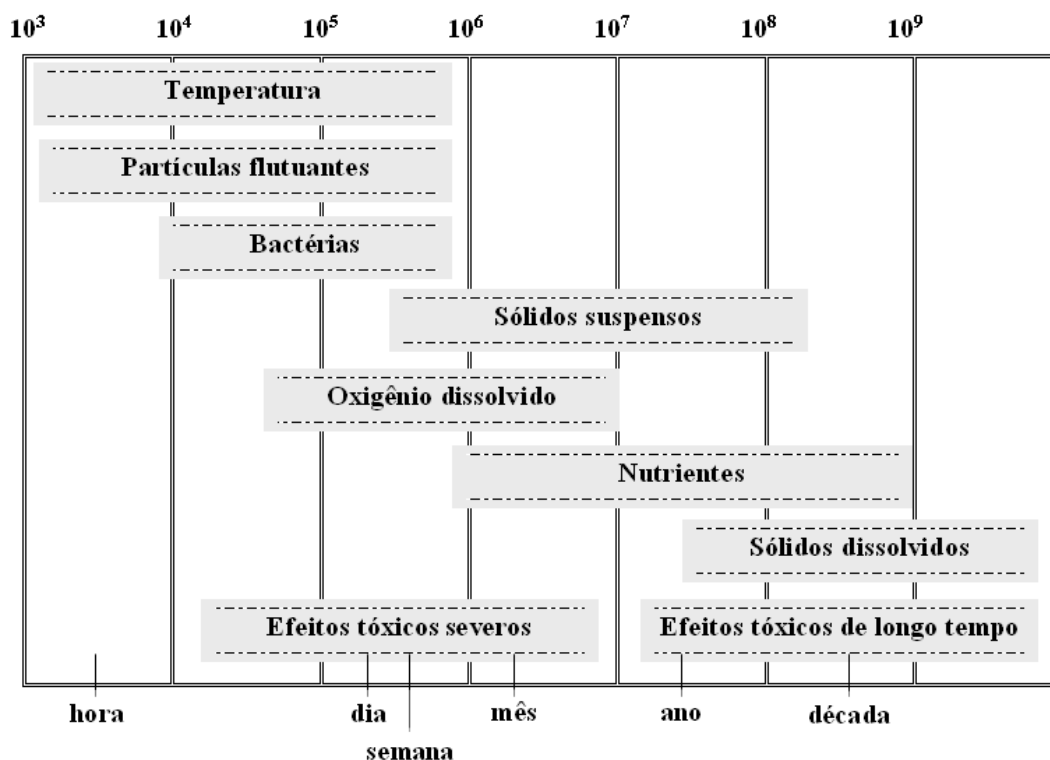 10³ 10⁴ 10⁵ 10⁶ 10⁷ 10⁸ 10⁹
Temperatura
Partículas flutuantes
Bactérias
Sólidos suspensos
Oxigênio dissolvido
Nutrientes
Sólidos dissolvidos
Efeitos tóxicos severos Efeitos tóxicos de longo tempo
hora dia mês ano década
semana